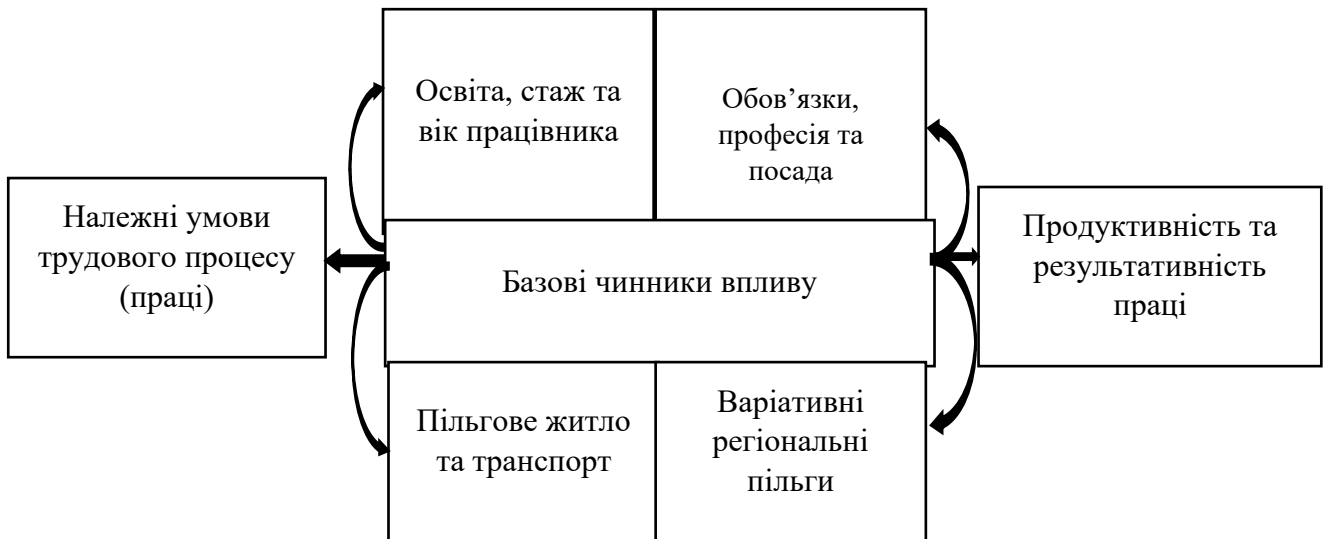 Освіта, стаж та
вік працівника
Обов’язки,
професія та
посада
Належні умови
трудового процесу
(праці)
Базові чинники впливу
Продуктивність та
результативність
праці
Пільгове житло
та транспорт
Варіативні
регіональні
пільги